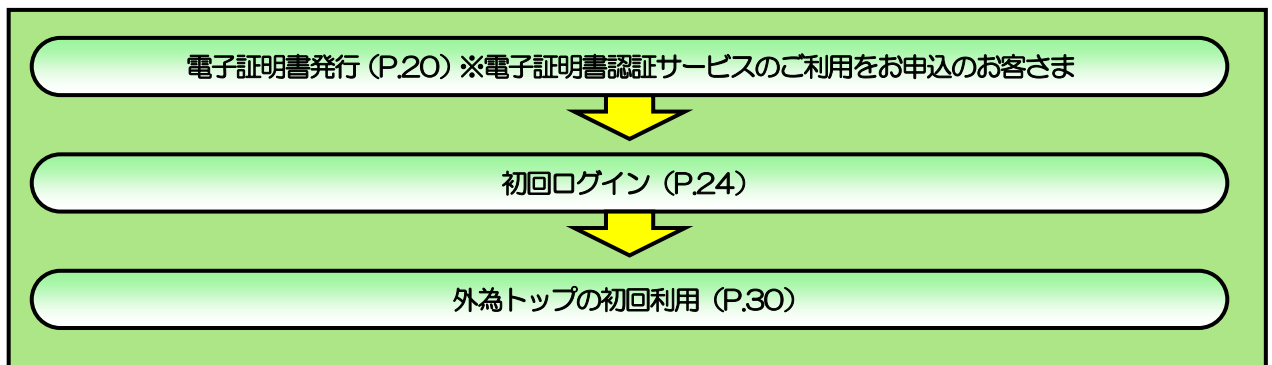 電子証明書発行（P.20）※電子証明書認証サービスのご利用をお申込のお客さま
初回ログイン（P.24）
外為トップの初回利用（P.30）